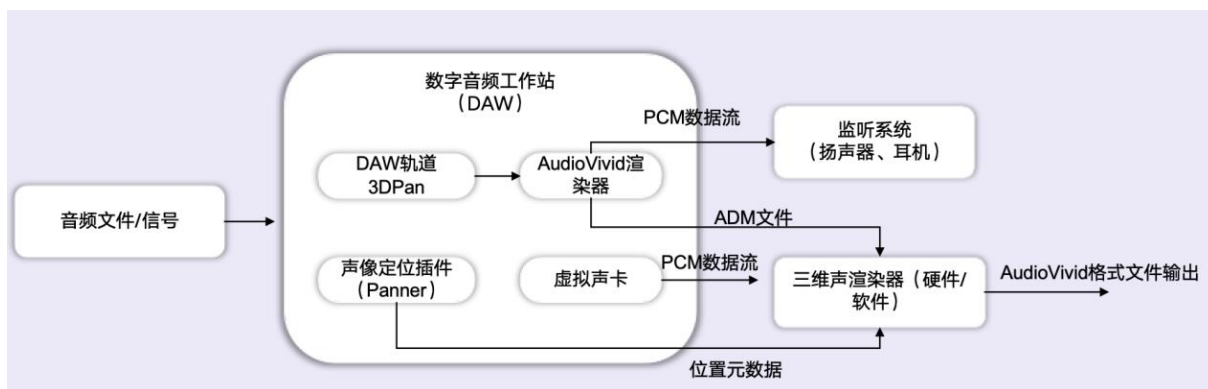 数字音频工作站
（DAW）
PCM数据流
监听系统
（扬声器、耳机）
DAW轨道
3DPan
AudioVivid渲
染器
音频文件/信号
ADM文件
声像定位插件
（Panner）
虚拟声卡
PCM数据流
三维声渲染器（硬件/
软件）
AudioVivid格式文件输出
位置元数据